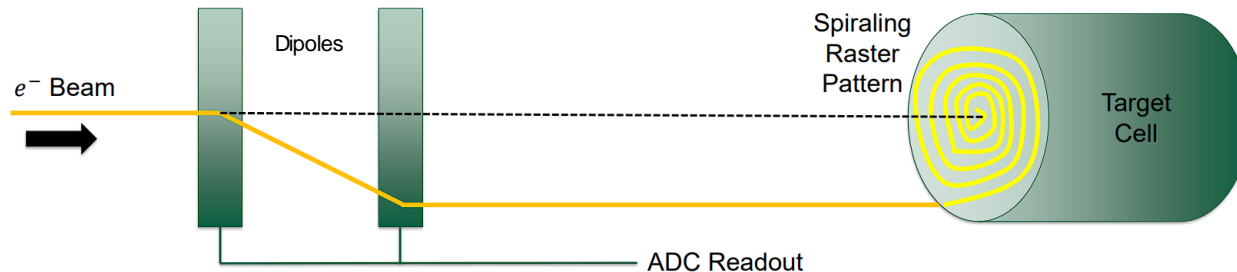 Dipoles
Spiraling
Raster
Pattern
e⁻ Beam
Target
Cell
ADC Readout